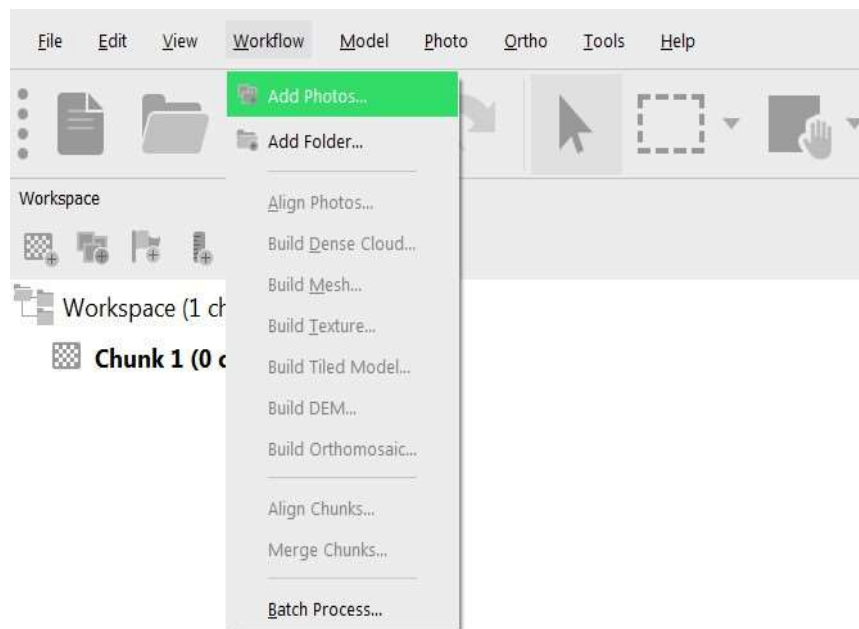 File Edit View Workflow Model Photo Ortho Tools Help
Add Photos...
Add Folder...
Workspace
Align Photos...
Build Dense Cloud...
Build Mesh...
Workspace (1 ch
Build Texture...
Chunk 1 (0 c
Build Tiled Model...
Build DEM...
Build Orthomosaic...
Align Chunks...
Merge Chunks...
Batch Process...